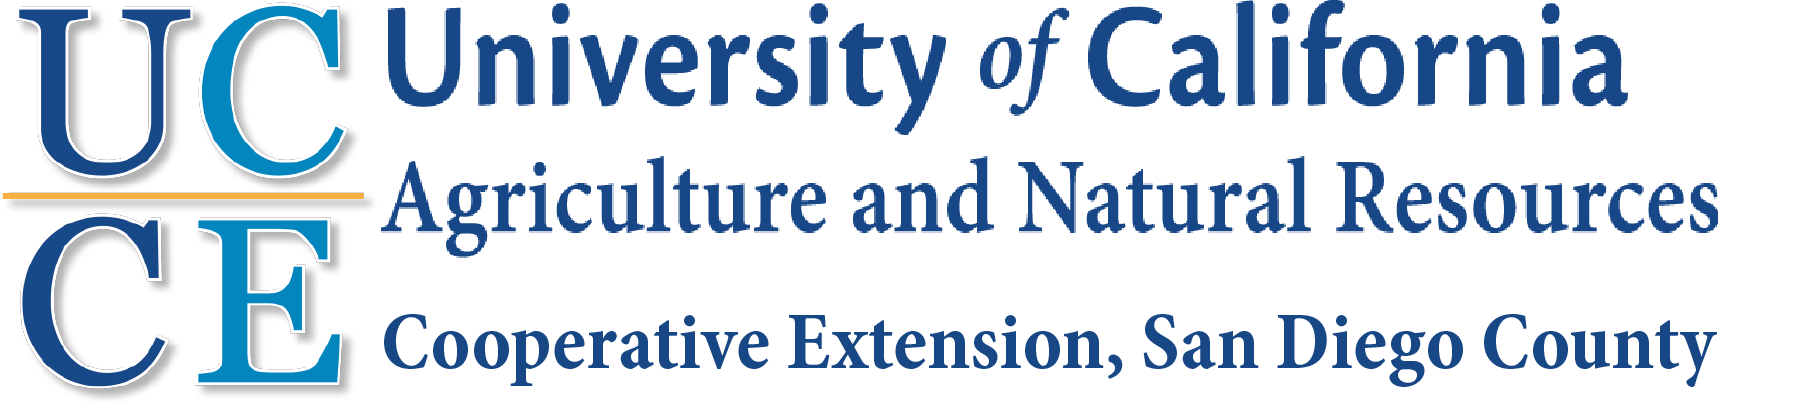 UC
CE
University of California
Agriculture and Natural Resources
Cooperative Extension, San Diego County